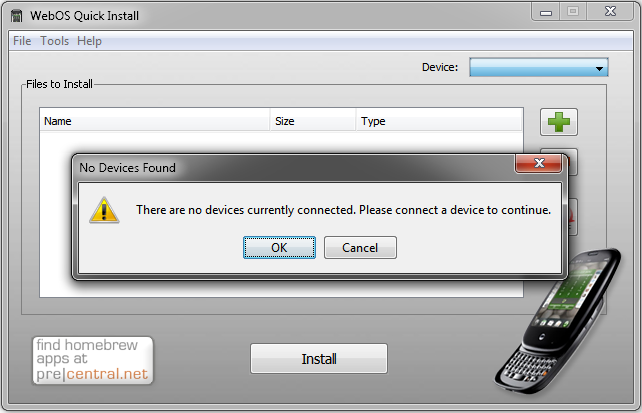 WebOS Quick Install
File Tools Help
Device:
Files to Install
Name Size Type
No Devices Found
There are no devices currently connected. Please connect a device to continue.
OK Cancel
find homebrew
apps at
pre|central.net
Install